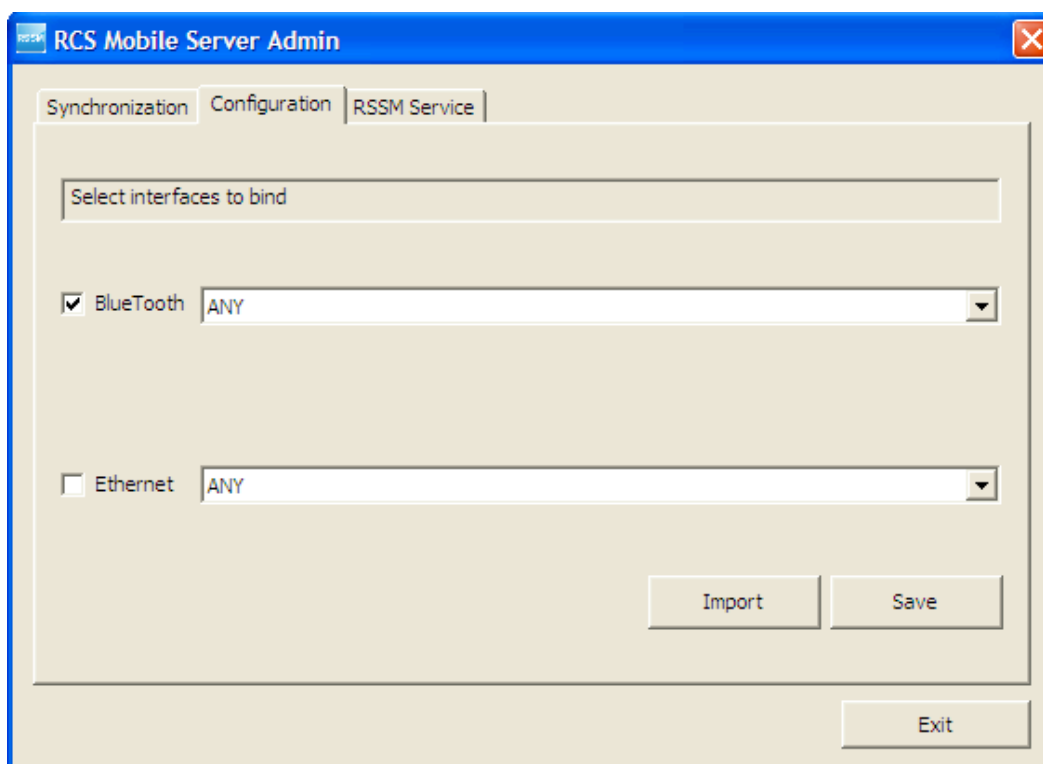 RSSM RCS Mobile Server Admin
Synchronization Configuration RSSM Service
Select interfaces to bind
BlueTooth ANY
Ethernet ANY
Import Save
Exit